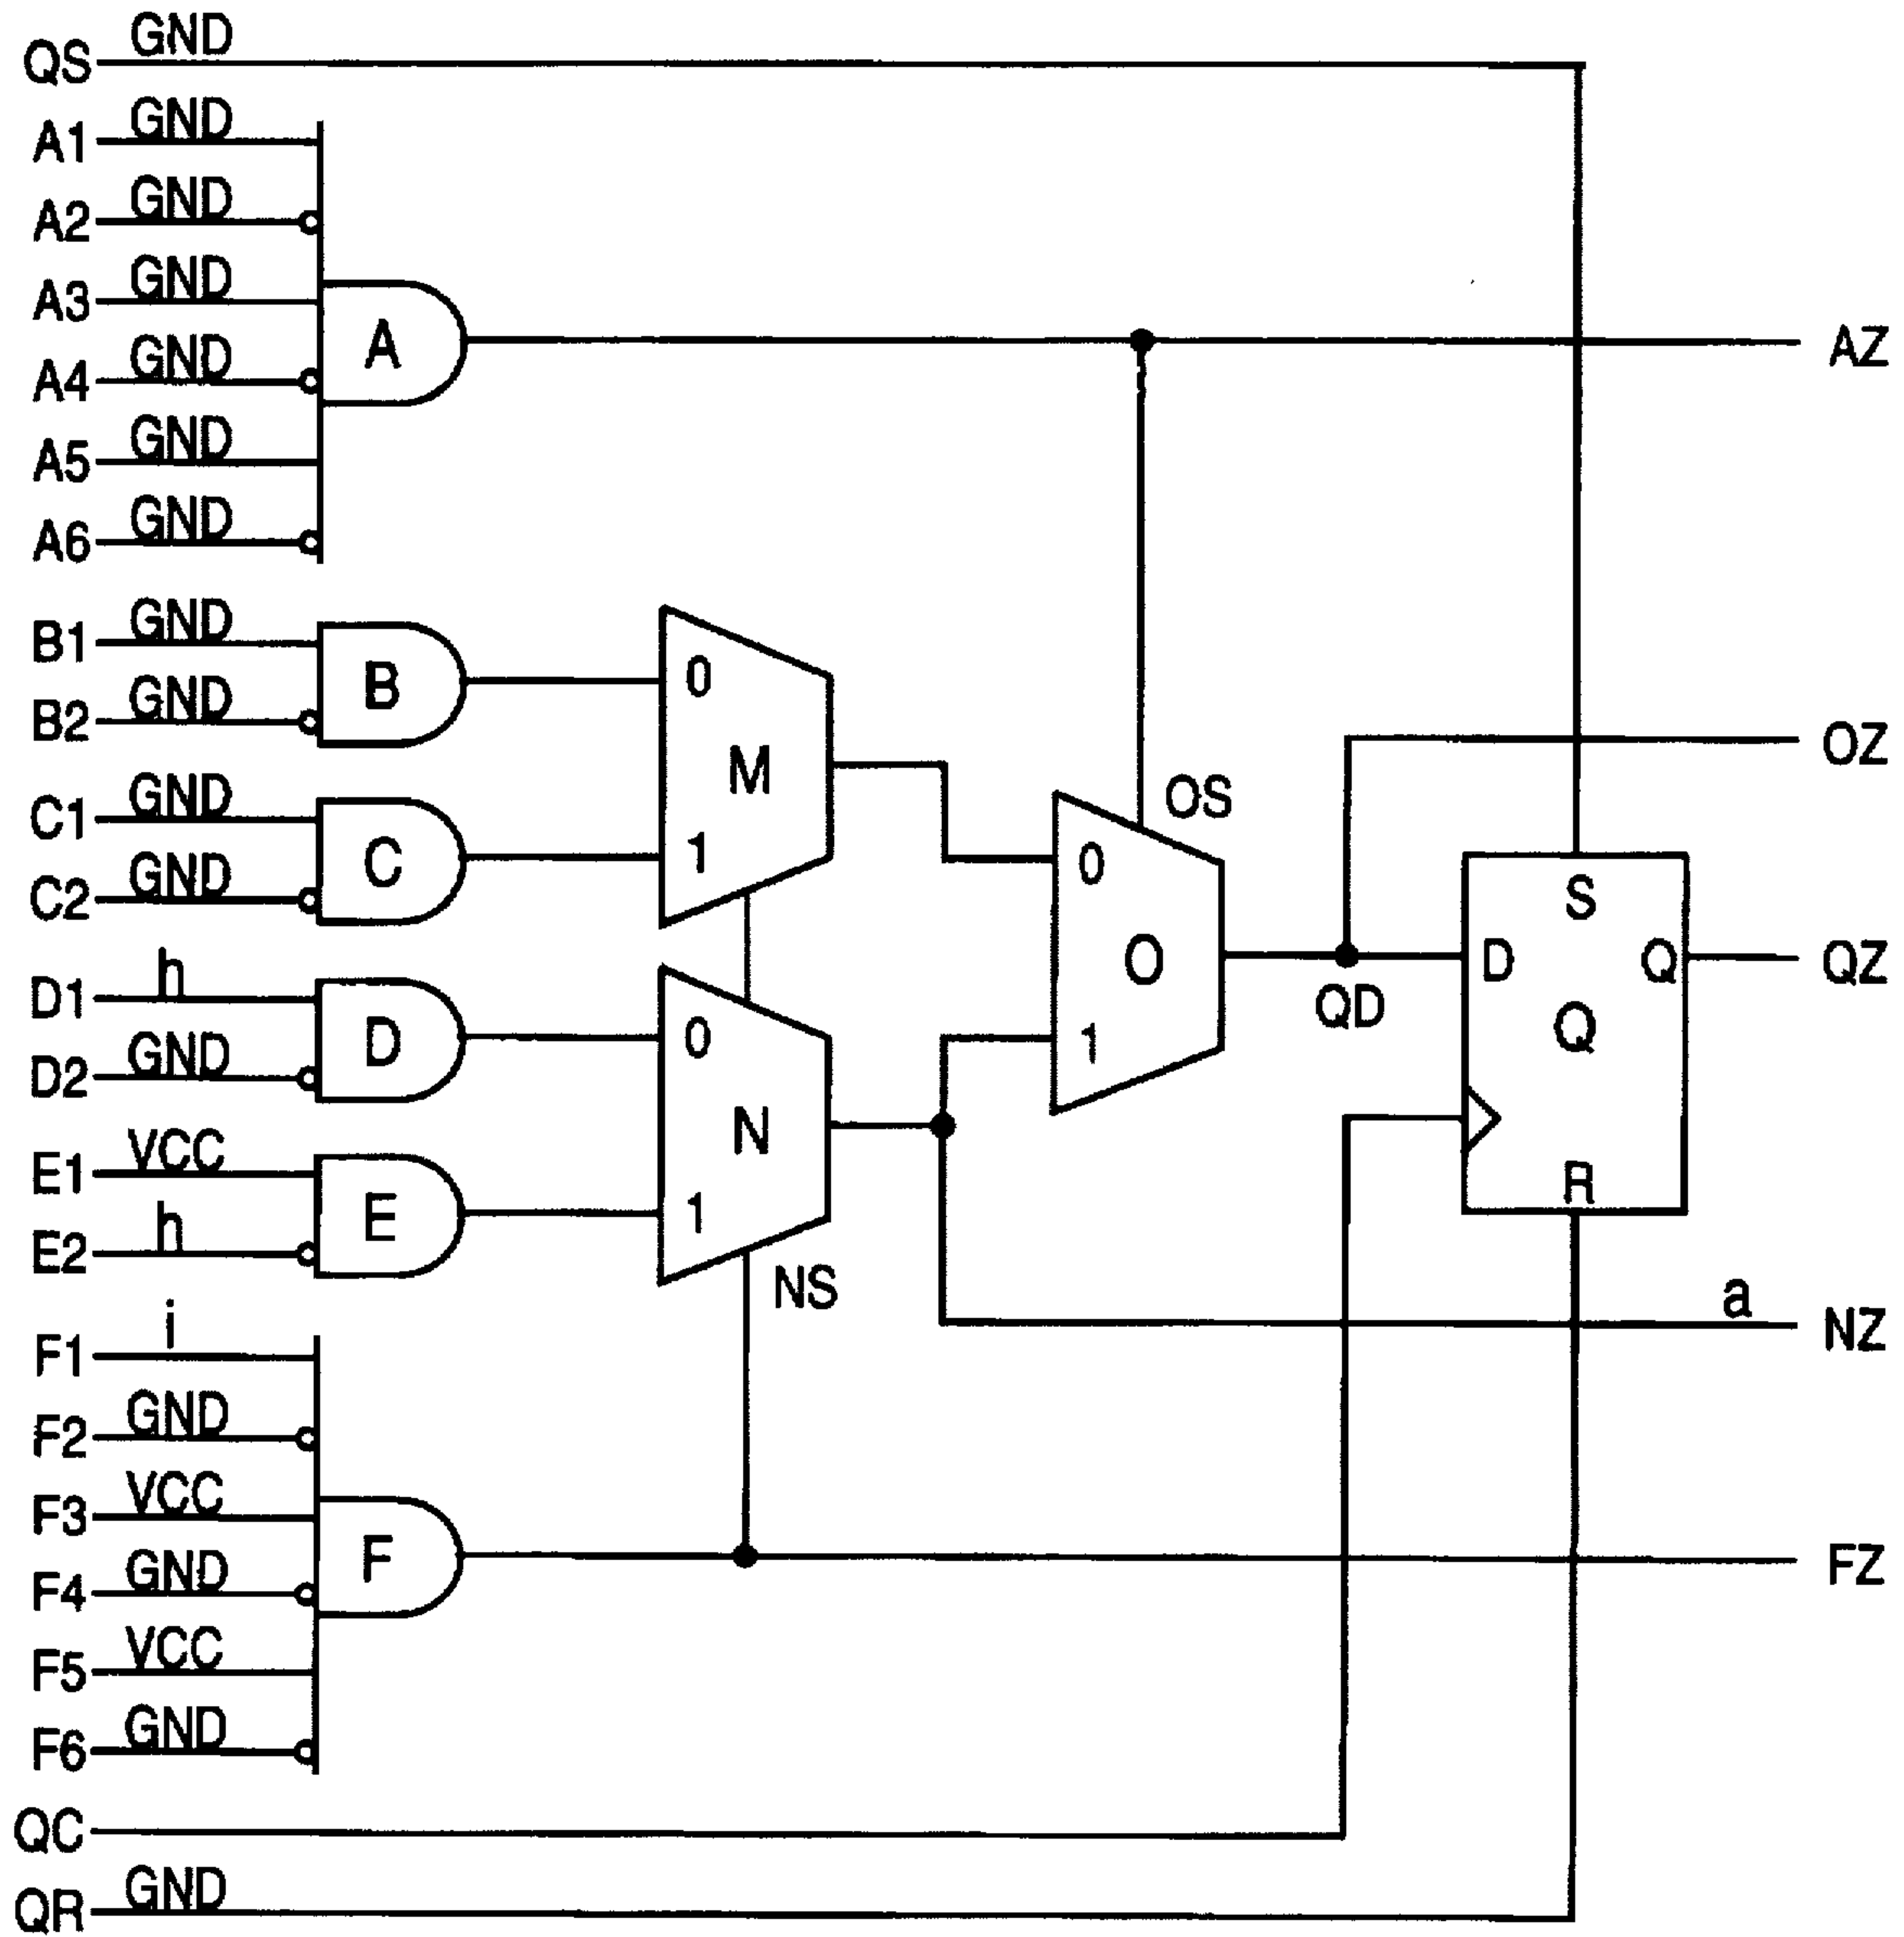 QS GND
A1 GND
A2 GND
A3 GND
A AZ
A4 GND
A5 GND
A6 GND
B1 GND
B 0
B2 GND
M OZ
C1 GND OS
C 1 0
C2 GND S
D1 h O D Q QZ
D 0 1 QD Q
D2 GND
E1 VCC N
E 1 R
E2 h
NS a
F1 i NZ
F2 GND
F3 VCC
F FZ
F4 GND
F5 VCC
F6 GND
QC
QR GND